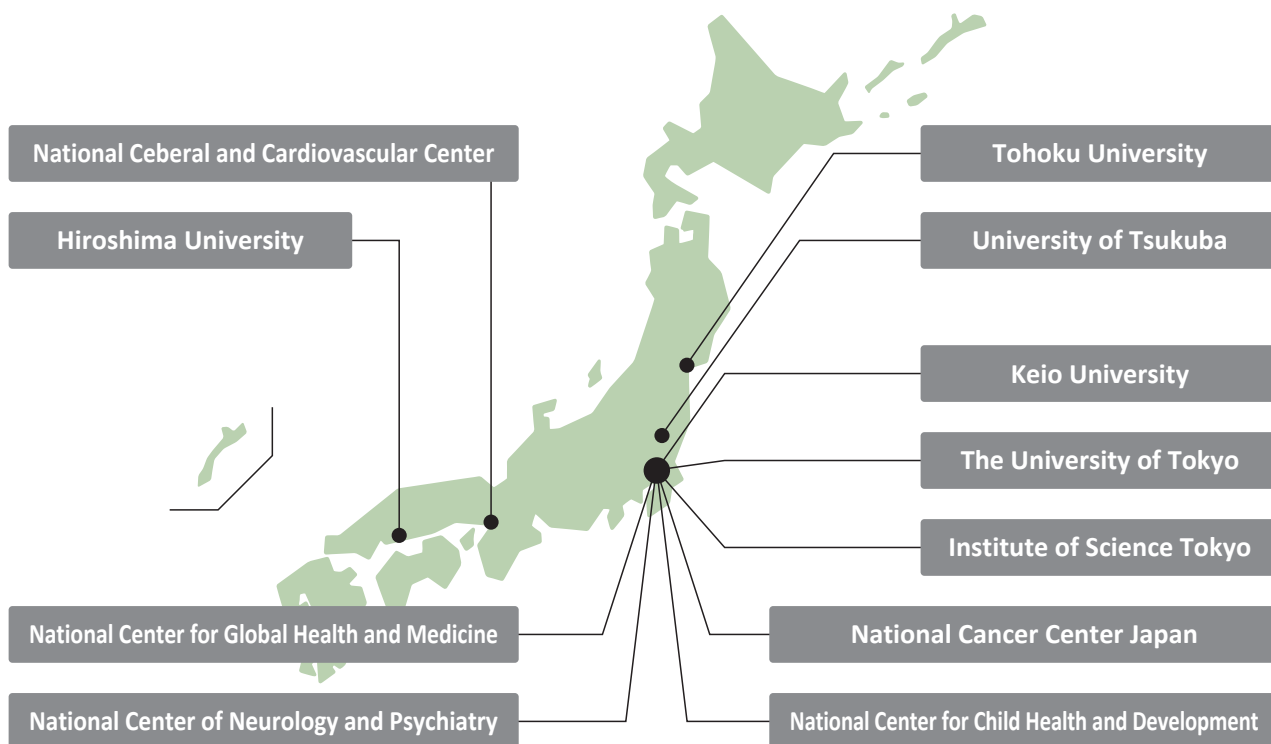 National Ceberal and Cardiovascular Center
Hiroshima University
Tohoku University
University of Tsukuba
Keio University
The University of Tokyo
Institute of Science Tokyo
National Center for Global Health and Medicine
National Cancer Center Japan
National Center of Neurology and Psychiatry
National Center for Child Health and Development